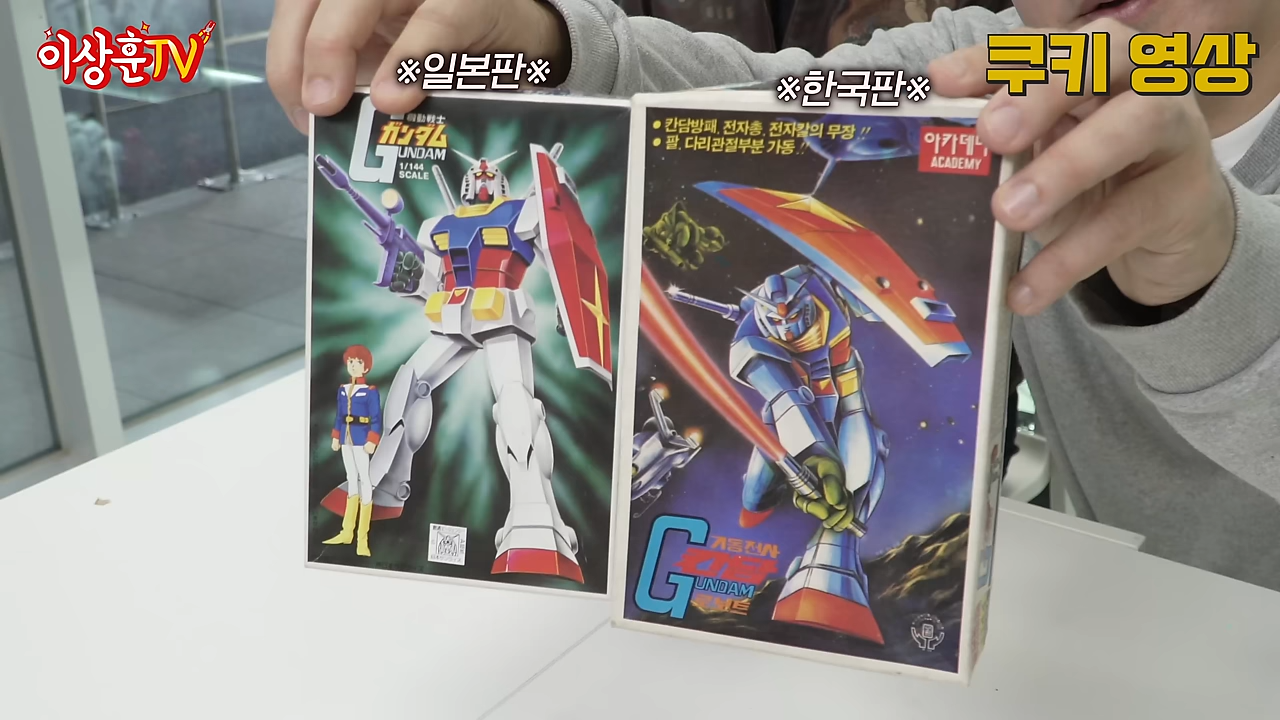 이상훈TV
※일본판※
※한국판※
쿠키 영상
機動戦士
ガンダム
GUNDAM
1/144
SCALE
• 칸담방패, 전자총, 전자칼의 무장!!
• 팔, 다리관절부분 가동!!
아카데미
ACADEMY
기동전사
GUNDAM